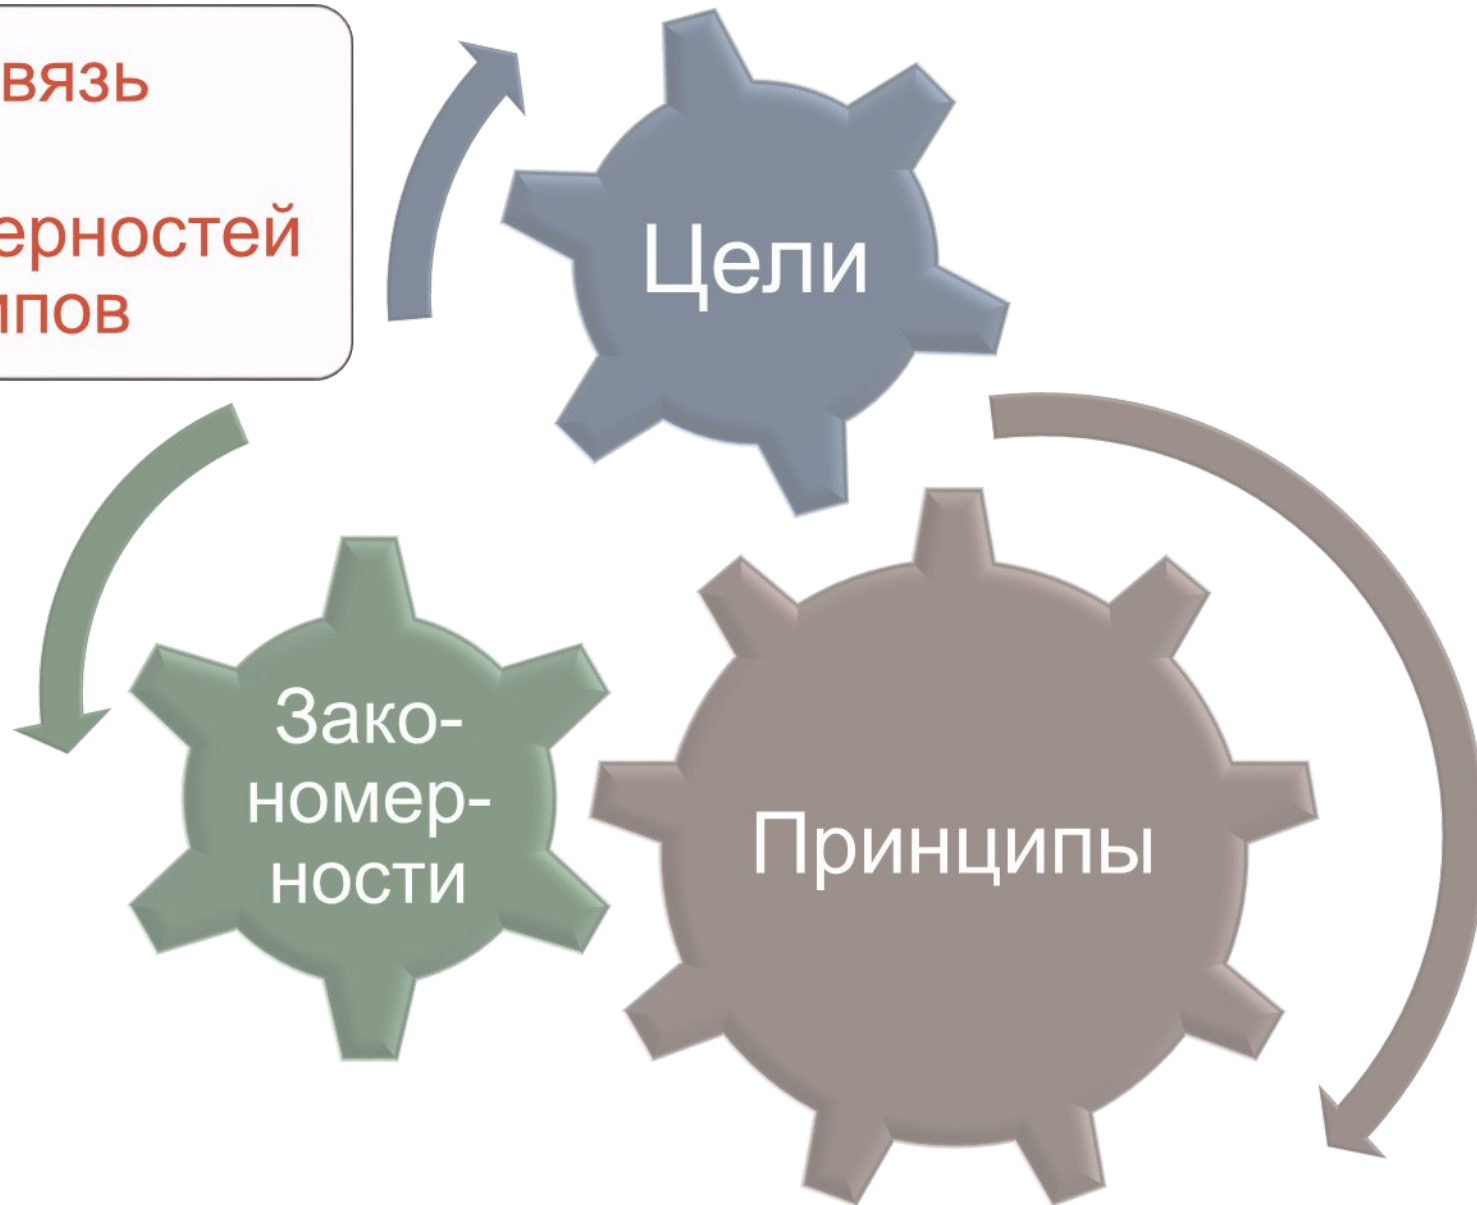 вязь
ерностей
ипов
Цели
Зако-
номер-
ности
Принципы